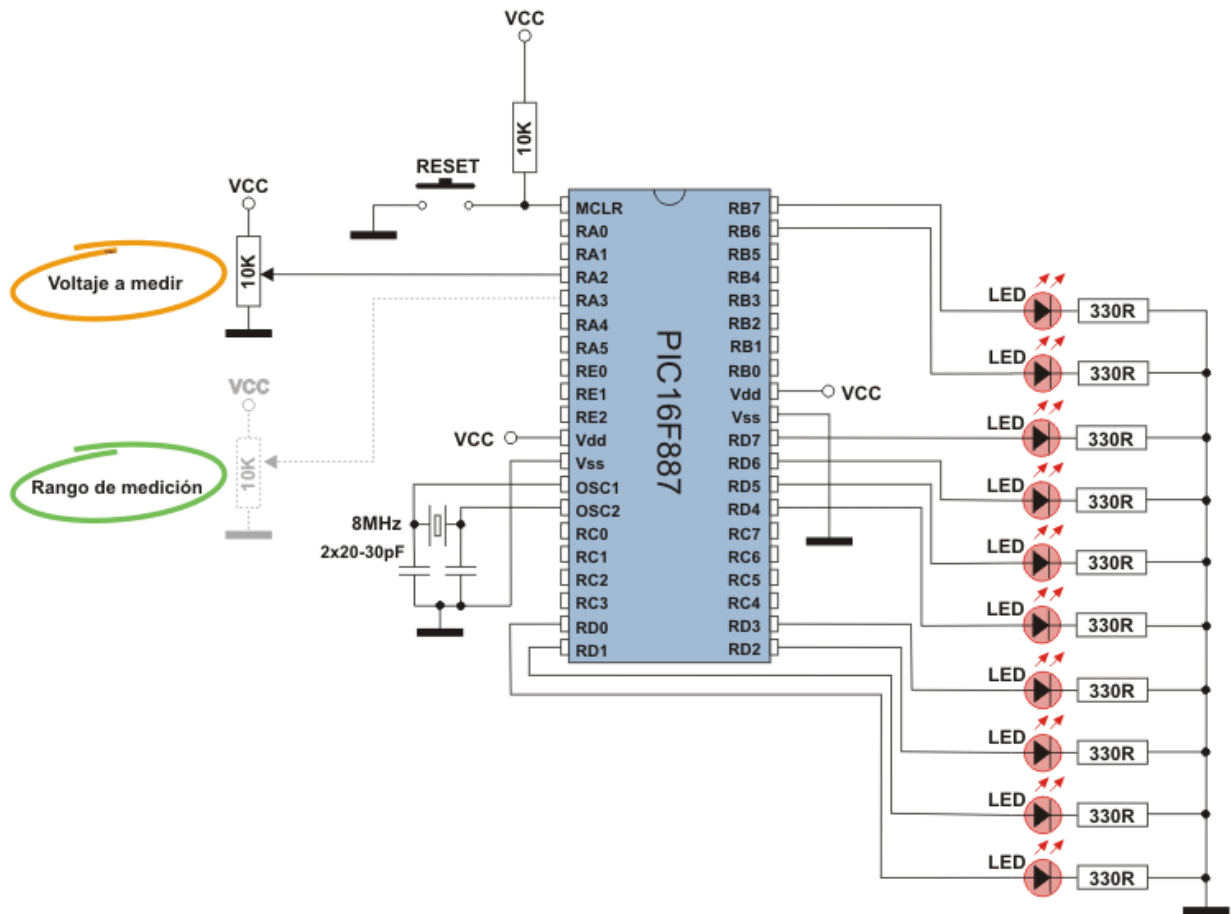 VCC
10K
RESET
VCC
10K
Voltaje a medir
VCC
10K
Rango de medición
VCC
8MHz
2x20-30pF
PIC16F887
MCLR
RA0
RA1
RA2
RA3
RA4
RA5
RE0
RE1
RE2
Vdd
Vss
OSC1
OSC2
RC0
RC1
RC2
RC3
RD0
RD1
RB7
RB6
RB5
RB4
RB3
RB2
RB1
RB0
Vdd
Vss
RD7
RD6
RD5
RD4
RC7
RC6
RC5
RC4
RD3
RD2
VCC
LED 330R
LED 330R
LED 330R
LED 330R
LED 330R
LED 330R
LED 330R
LED 330R
LED 330R
LED 330R